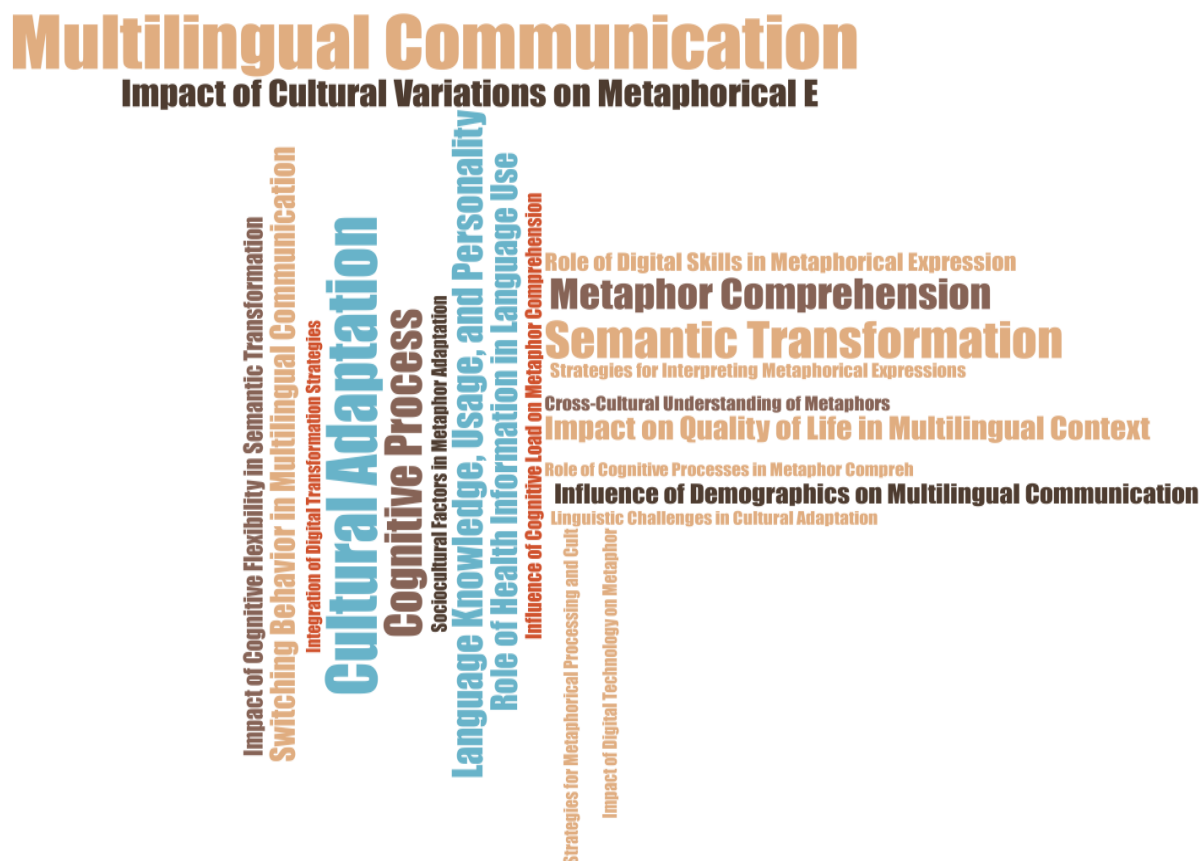 Multilingual Communication
Impact of Cultural Variations on Metaphorical E
Impact of Cognitive Flexibility in Semantic Transformation
Switching Behavior in Multilingual Communication
Integration of Digital Transformation Strategies
Cultural Adaptation
Cognitive Process
Sociocultural Factors in Metaphor Adaptation
Language Knowledge, Usage, and Personality
Role of Health Information in Language Use
Influence of Cognitive Load on Metaphor Comprehension
Role of Digital Skills in Metaphorical Expression
Metaphor Comprehension
Semantic Transformation
Strategies for Interpreting Metaphorical Expressions
Cross-Cultural Understanding of Metaphors
Impact on Quality of Life in Multilingual Context
Role of Cognitive Processes in Metaphor Compreh
Influence of Demographics on Multilingual Communication
Linguistic Challenges in Cultural Adaptation
Strategies for Metaphorical Processing and Cult
Impact of Digital Technology on Metaphor